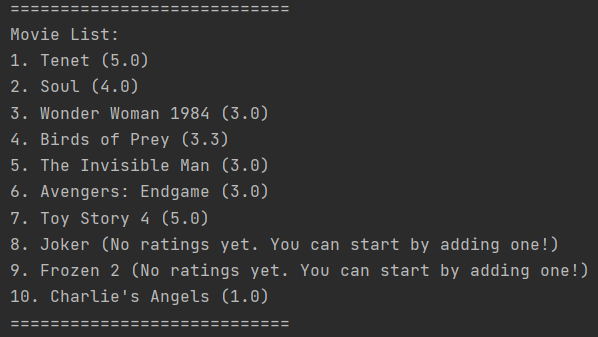 ============================
Movie List:
1. Tenet (5.0)
2. Soul (4.0)
3. Wonder Woman 1984 (3.0)
4. Birds of Prey (3.3)
5. The Invisible Man (3.0)
6. Avengers: Endgame (3.0)
7. Toy Story 4 (5.0)
8. Joker (No ratings yet. You can start by adding one!)
9. Frozen 2 (No ratings yet. You can start by adding one!)
10. Charlie's Angels (1.0)
============================